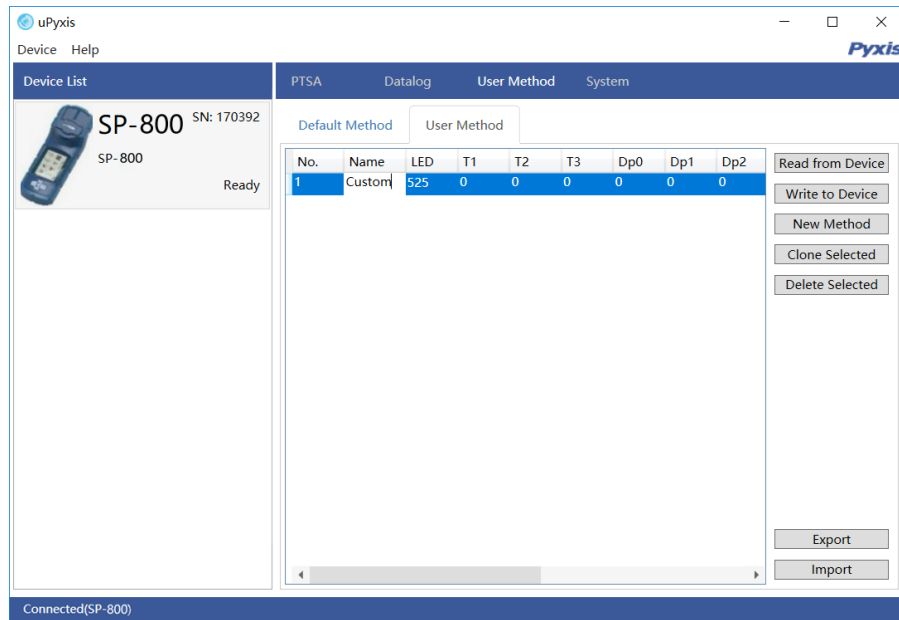 uPyxis
Device Help
Pyxis
Device List
SP-800 SN: 170392
SP-800
Ready
PTSA Datalog User Method System
Default Method User Method
No. Name LED T1 T2 T3 Dp0 Dp1 Dp2
1 Custom 525 0 0 0 0 0 0
Read from Device
Write to Device
New Method
Clone Selected
Delete Selected
Export
Import
Connected(SP-800)